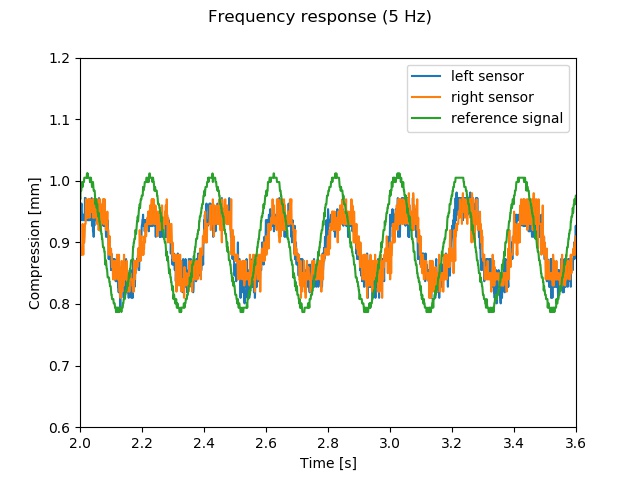 Frequency response (5 Hz)
1.2
1.1
1.0
0.9
0.8
0.7
0.6
Compression [mm]
left sensor
right sensor
reference signal
2.0 2.2 2.4 2.6 2.8 3.0 3.2 3.4 3.6
Time [s]